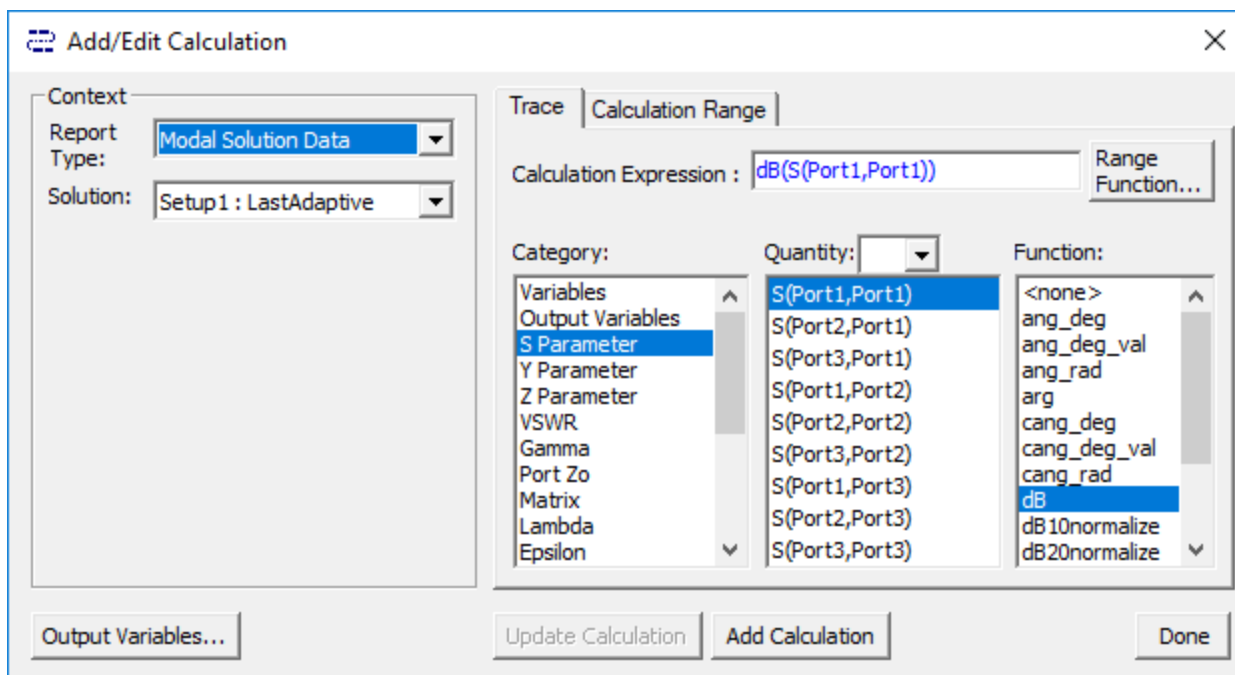 Add/Edit Calculation
Context
Report Type:
Modal Solution Data
Solution:
Setup1 : LastAdaptive
Trace
Calculation Range
Calculation Expression :
dB(S(Port1,Port1))
Range Function...
Category:
Variables
Output Variables
S Parameter
Y Parameter
Z Parameter
VSWR
Gamma
Port Zo
Matrix
Lambda
Epsilon
Quantity:
S(Port1,Port1)
S(Port2,Port1)
S(Port3,Port1)
S(Port1,Port2)
S(Port2,Port2)
S(Port3,Port2)
S(Port1,Port3)
S(Port2,Port3)
S(Port3,Port3)
Function:
<none>
ang_deg
ang_deg_val
ang_rad
arg
cang_deg
cang_deg_val
cang_rad
dB
dB10normalize
dB20normalize
Output Variables...
Update Calculation
Add Calculation
Done